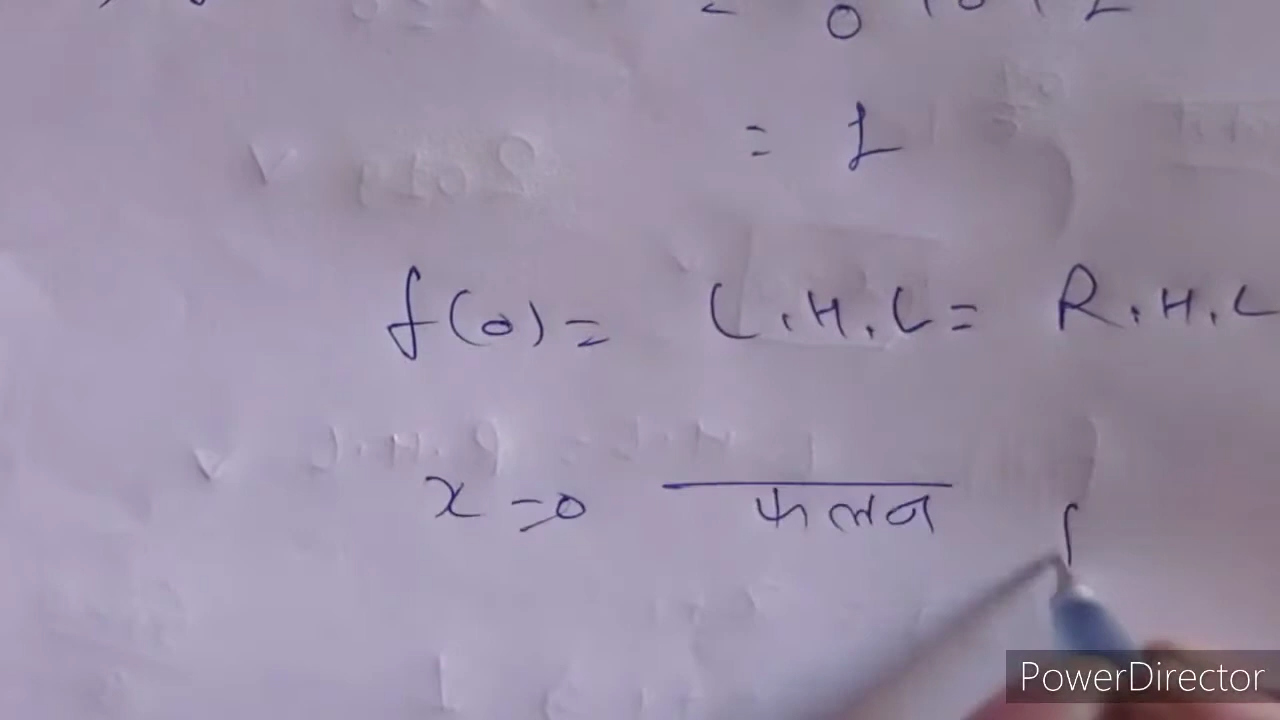 = 1
f(0) = L.H.L = R.H.L
x = 0 फलन f
PowerDirector